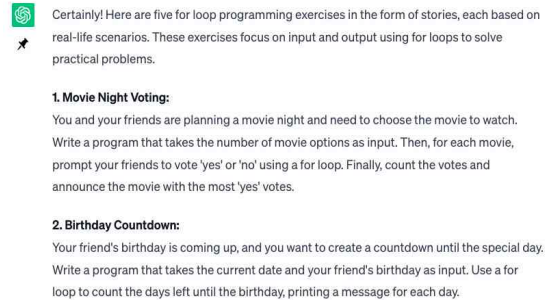 Certainly! Here are five for loop programming exercises in the form of stories, each based on
real-life scenarios. These exercises focus on input and output using for loops to solve
practical problems.
1. Movie Night Voting:
You and your friends are planning a movie night and need to choose the movie to watch.
Write a program that takes the number of movie options as input. Then, for each movie,
prompt your friends to vote 'yes' or 'no' using a for loop. Finally, count the votes and
announce the movie with the most 'yes' votes.
2. Birthday Countdown:
Your friend's birthday is coming up, and you want to create a countdown until the special day.
Write a program that takes the current date and your friend's birthday as input. Use a for
loop to count the days left until the birthday, printing a message for each day.